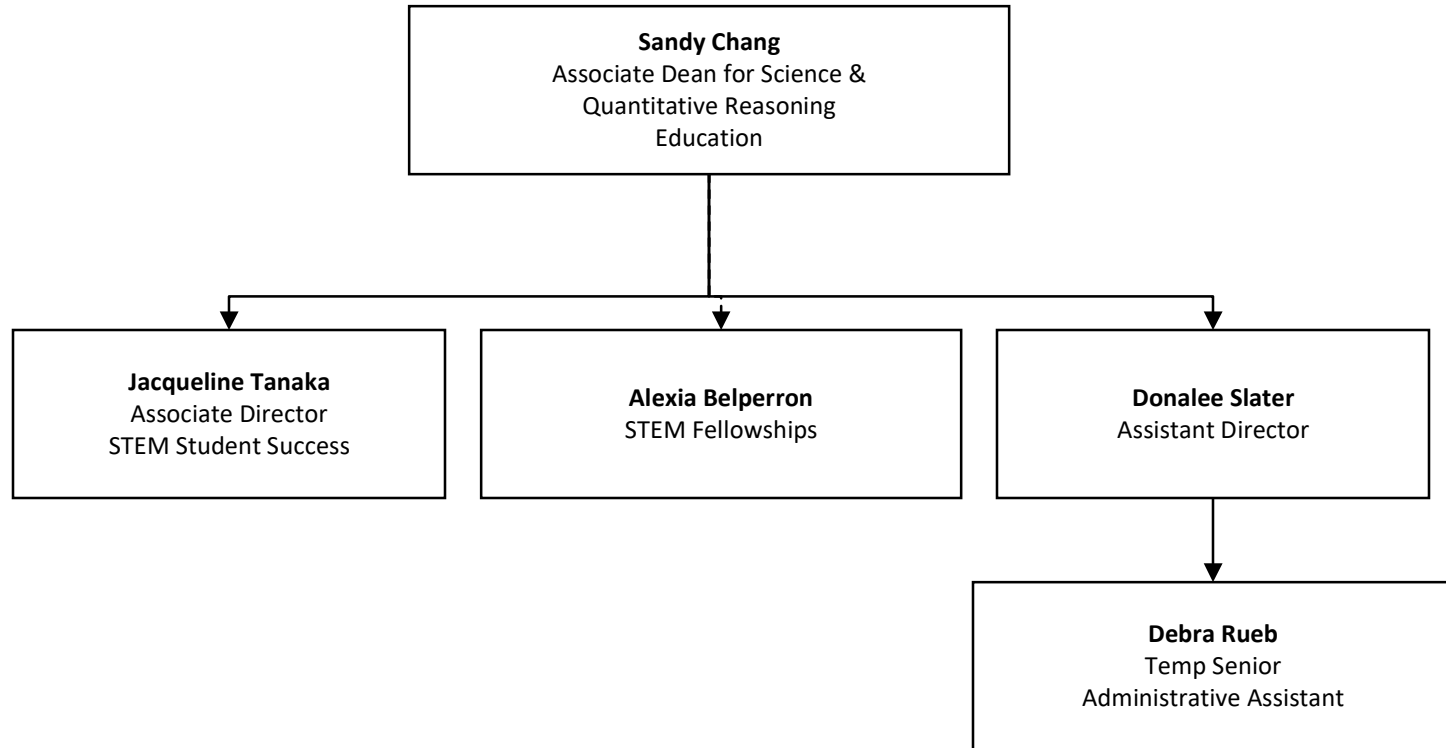 Sandy Chang
Associate Dean for Science &
Quantitative Reasoning
Education
Jacqueline Tanaka
Associate Director
STEM Student Success
Alexia Belperron
STEM Fellowships
Donalee Slater
Assistant Director
Debra Rueb
Temp Senior
Administrative Assistant